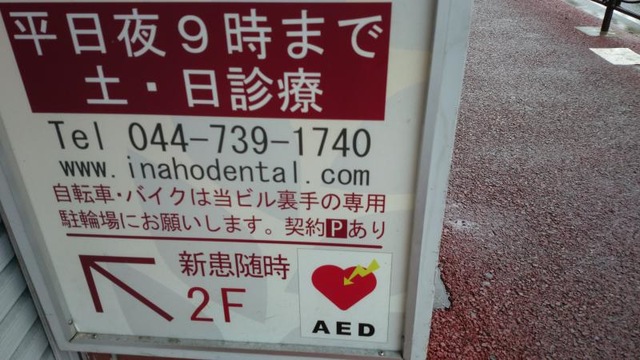 平日夜9時まで
土・日診療
Tel 044-739-1740
www.inahodental.com
自転車・バイクは当ビル裏手の専用
駐輪場にお願いします。契約Pあり
新患随時
2F
AED